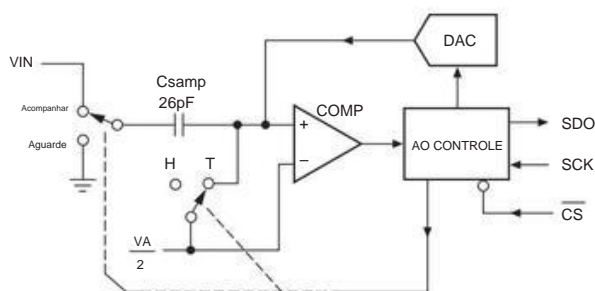 DAC
VIN
Csamp
26pF
COMP
Acompanhar
+
SDO
AO CONTROLE
Aguarde
−
SCK
H
T
CS
VA
2